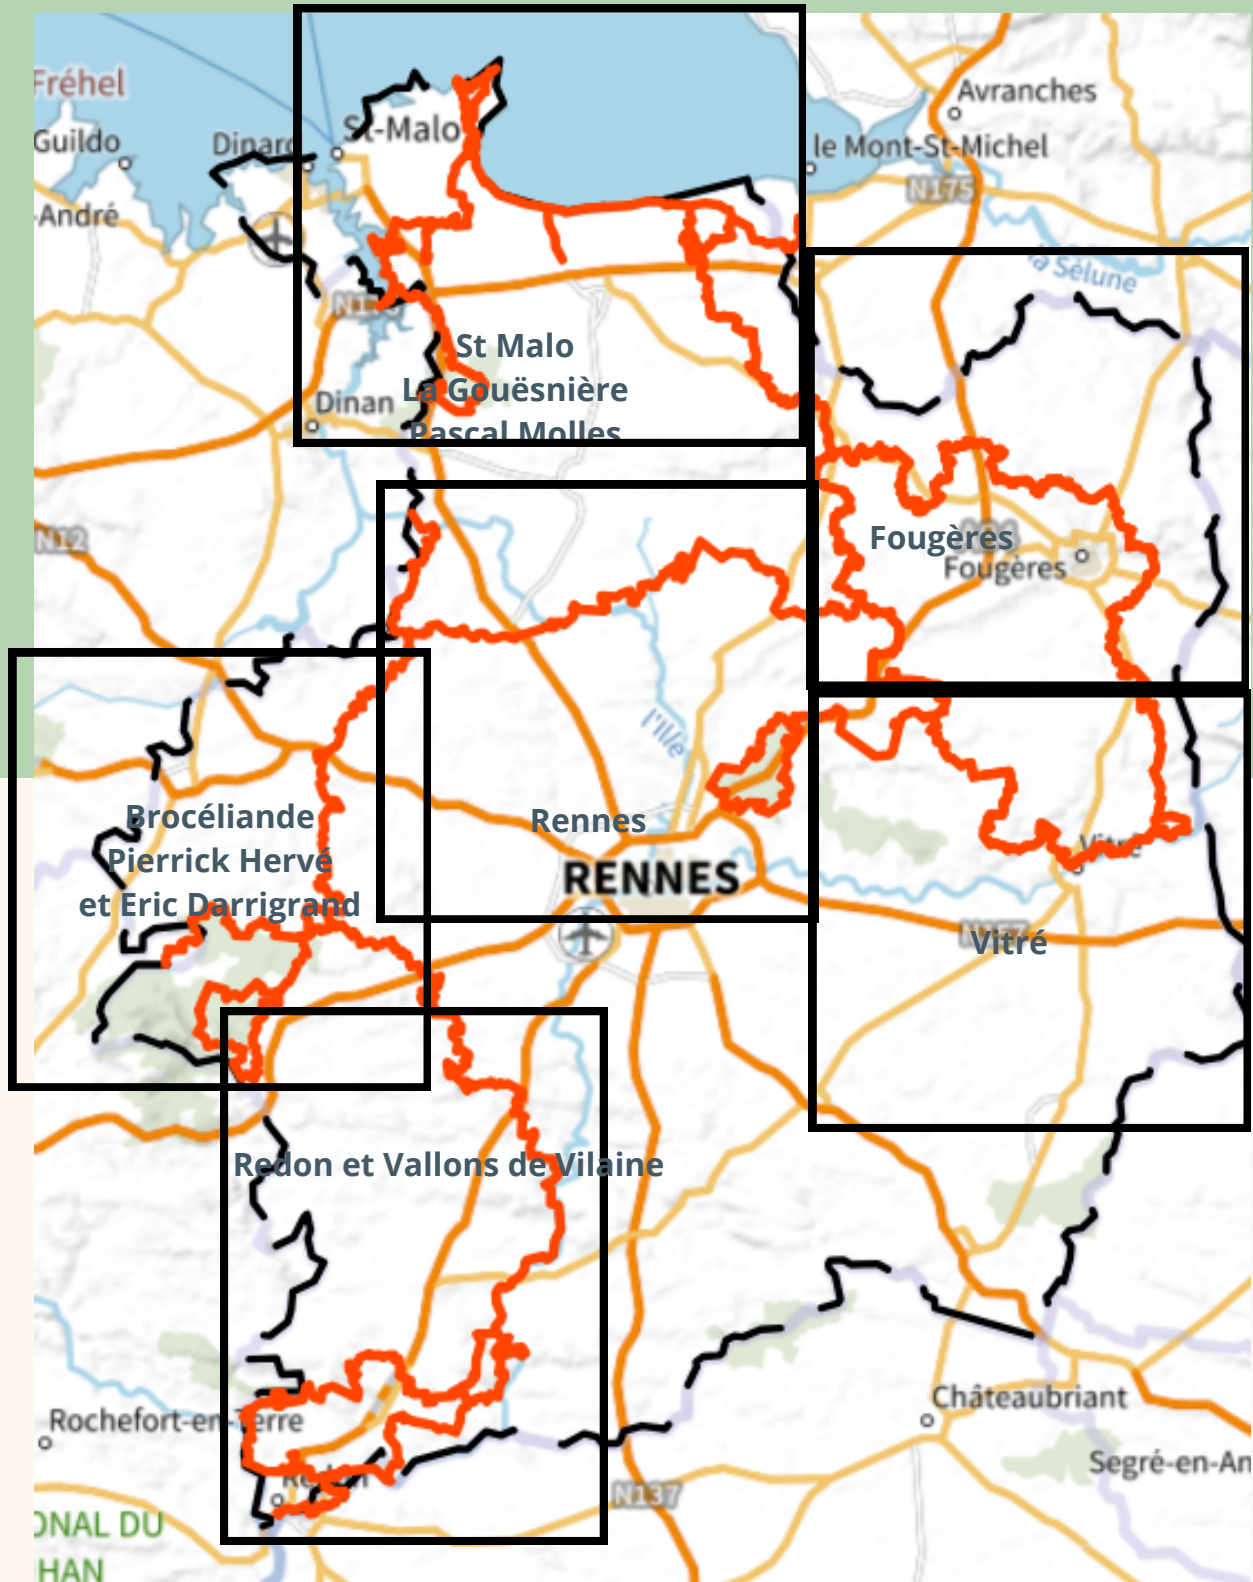 Fréhel
Avranches
Guildo
Dinard
St-Malo
le Mont-St-Michel
N175
-André
la Sélune
St Malo
La Gouësnière
Pascal Molles
Dinan
N12
Fougères
Fougères
l'Ille
Brocéliande
Pierrick Hervé
et Eric Darrigrand
Rennes
RENNES
Vitré
Vitré
Redon et Vallons de Vilaine
Rochefort-en-Terre
Châteaubriant
Redon
Segré-en-An
N137
ONAL DU
HAN